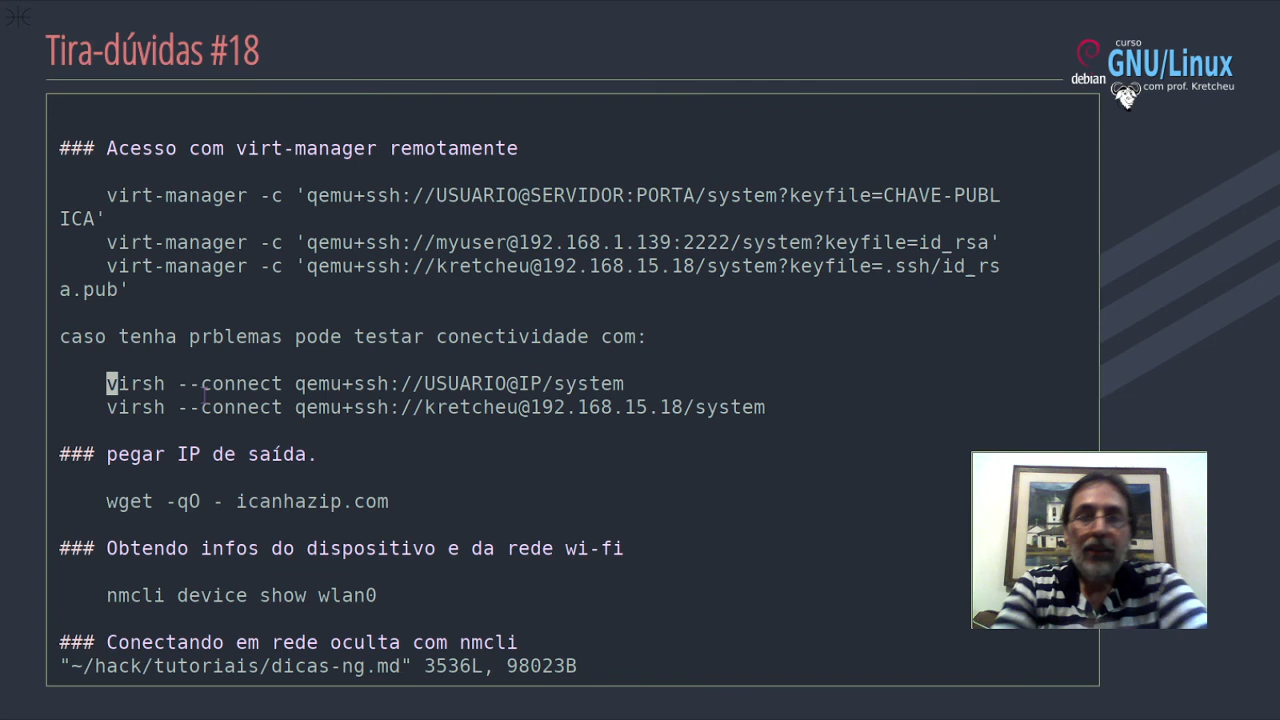 Tira-dúvidas #18
curso
GNU/Linux
debian
com prof. Kretcheu
### Acesso com virt-manager remotamente
virt-manager -c 'qemu+ssh://USUARIO@SERVIDOR:PORTA/system?keyfile=CHAVE-PUBL
ICA'
virt-manager -c 'qemu+ssh://myuser@192.168.1.139:2222/system?keyfile=id_rsa'
virt-manager -c 'qemu+ssh://kretcheu@192.168.15.18/system?keyfile=.ssh/id_rs
a.pub'
caso tenha prblemas pode testar conectividade com:
virsh --connect qemu+ssh://USUARIO@IP/system
virsh --connect qemu+ssh://kretcheu@192.168.15.18/system
### pegar IP de saída.
wget -qO - icanhazip.com
### Obtendo infos do dispositivo e da rede wi-fi
nmcli device show wlan0
### Conectando em rede oculta com nmcli
"~/hack/tutoriais/dicas-ng.md" 3536L, 98023B